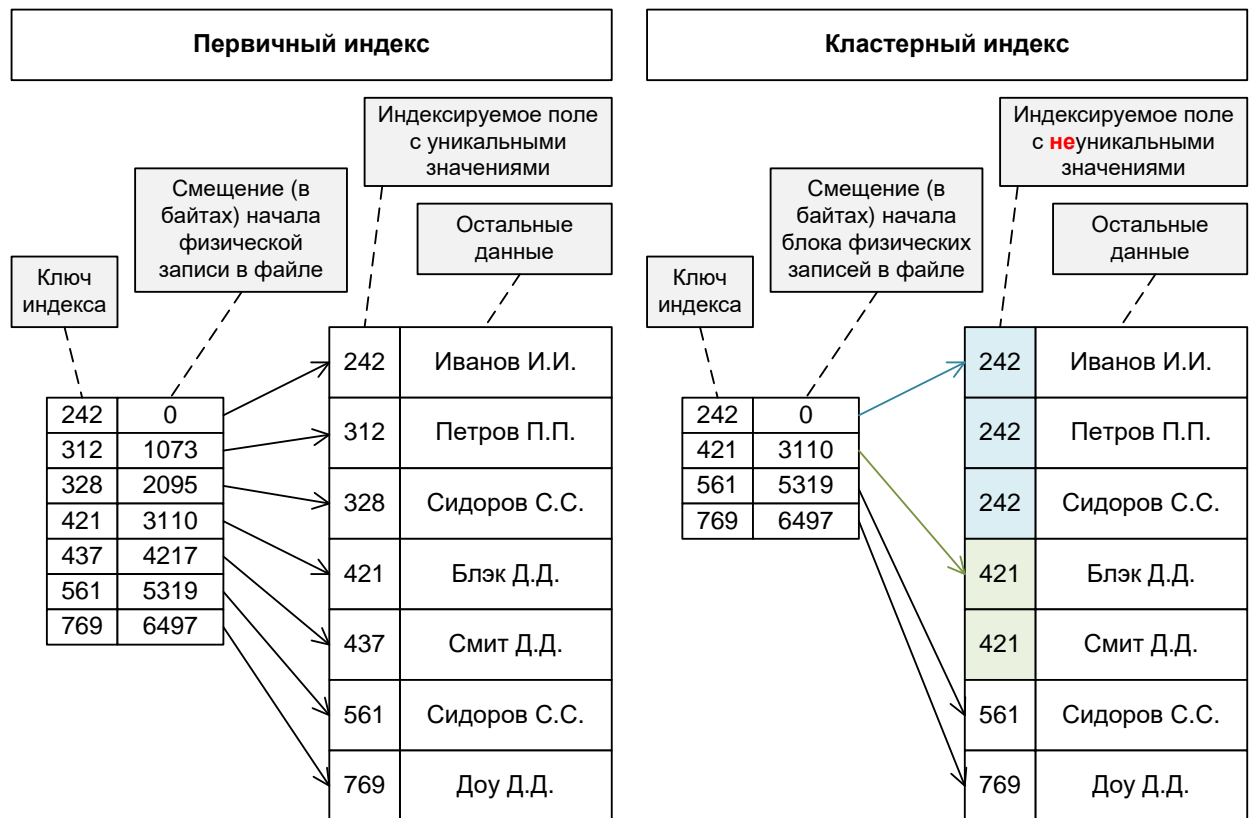 Первичный индекс
Индексируемое поле
с уникальными
значениями
Смещение (в
байтах) начала
физической
записи в файле
Остальные
данные
Ключ
индекса
242 0
312 1073
328 2095
421 3110
437 4217
561 5319
769 6497
242 Иванов И.И.
312 Петров П.П.
328 Сидоров С.С.
421 Блэк Д.Д.
437 Смит Д.Д.
561 Сидоров С.С.
769 Доу Д.Д.
Кластерный индекс
Индексируемое поле
с неуникальными
значениями
Смещение (в
байтах) начала
блока физических
записей в файле
Остальные
данные
Ключ
индекса
242 0
421 3110
561 5319
769 6497
242 Иванов И.И.
242 Петров П.П.
242 Сидоров С.С.
421 Блэк Д.Д.
421 Смит Д.Д.
561 Сидоров С.С.
769 Доу Д.Д.